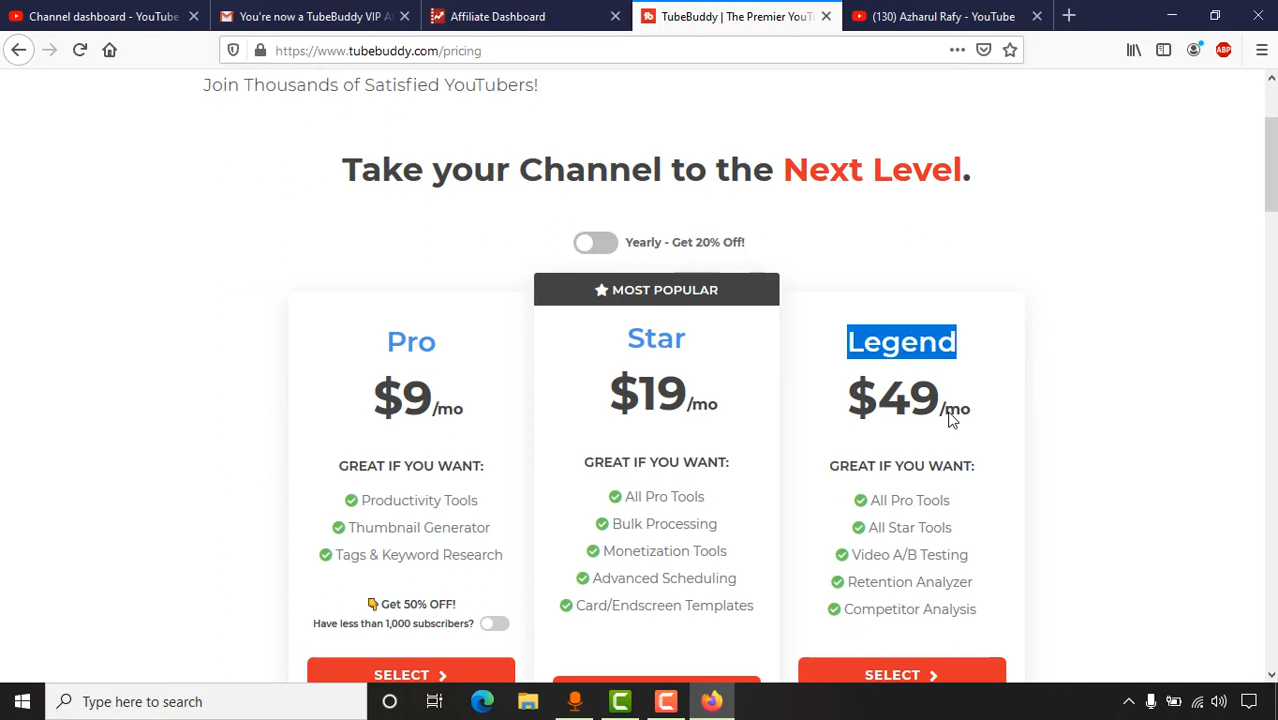 Channel dashboard - YouTube
You're now a TubeBuddy VIP A
Affiliate Dashboard
TubeBuddy | The Premier YouT
(130) Azharul Rafy - YouTube
https://www.tubebuddy.com/pricing
ABP
Join Thousands of Satisfied YouTubers!
Take your Channel to the Next Level.
Yearly - Get 20% Off!
MOST POPULAR
Pro
$9/mo
GREAT IF YOU WANT:
Productivity Tools
Thumbnail Generator
Tags & Keyword Research
Get 50% OFF!
Have less than 1,000 subscribers?
SELECT
Star
$19/mo
GREAT IF YOU WANT:
All Pro Tools
Bulk Processing
Monetization Tools
Advanced Scheduling
Card/Endscreen Templates
Legend
$49/mo
GREAT IF YOU WANT:
All Pro Tools
All Star Tools
Video A/B Testing
Retention Analyzer
Competitor Analysis
SELECT
Type here to search